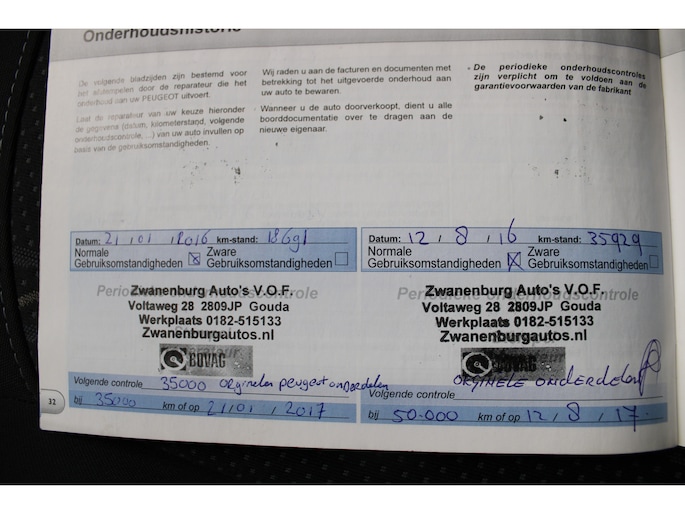 Onderhoudshistorie
De volgende bladzijden zijn bestemd voor
het afstempelen door de reparateur die het
onderhoud aan uw PEUGEOT uitvoert.
Laat de reparateur van uw keuze hieronder
de gegevens (datum, kilometerstand, volgende
onderhoudscontrole, ...) van uw auto invullen op
basis van de gebruiksomstandigheden.
Wij raden u aan de facturen en documenten met
betrekking tot het uitgevoerde onderhoud aan
uw auto te bewaren.
Wanneer u de auto doorverkoopt, dient u alle
boorddocumentatie over te dragen aan de
nieuwe eigenaar.
• De periodieke onderhoudscontroles
zijn verplicht om te voldoen aan de
garantievoorwaarden van de fabrikant
Datum: 21 / 01 / 2016 km-stand: 18691
Normale
Gebruiksomstandigheden
Zware
Gebruiksomstandigheden
Periodieke onderhoudscontrole
Zwanenburg Auto's V.O.F.
Voltaweg 28 2809JP Gouda
Werkplaats 0182-515133
Zwanenburgautos.nl
BOVAG
Volgende controle 35000 orginelen peugeot onderdelen
bij 35000 km of op 21 / 01 / 2017
32
Datum: 12 / 8 / 16 km-stand: 35929
Normale
Gebruiksomstandigheden
Zware
Gebruiksomstandigheden
Periodieke onderhoudscontrole
Zwanenburg Auto's V.O.F.
Voltaweg 28 2809JP Gouda
Werkplaats 0182-515133
Zwanenburgautos.nl
BOVAG
ORGINELE ONDERDELEN
Volgende controle
bij 50.000 km of op 12 / 8 / 17